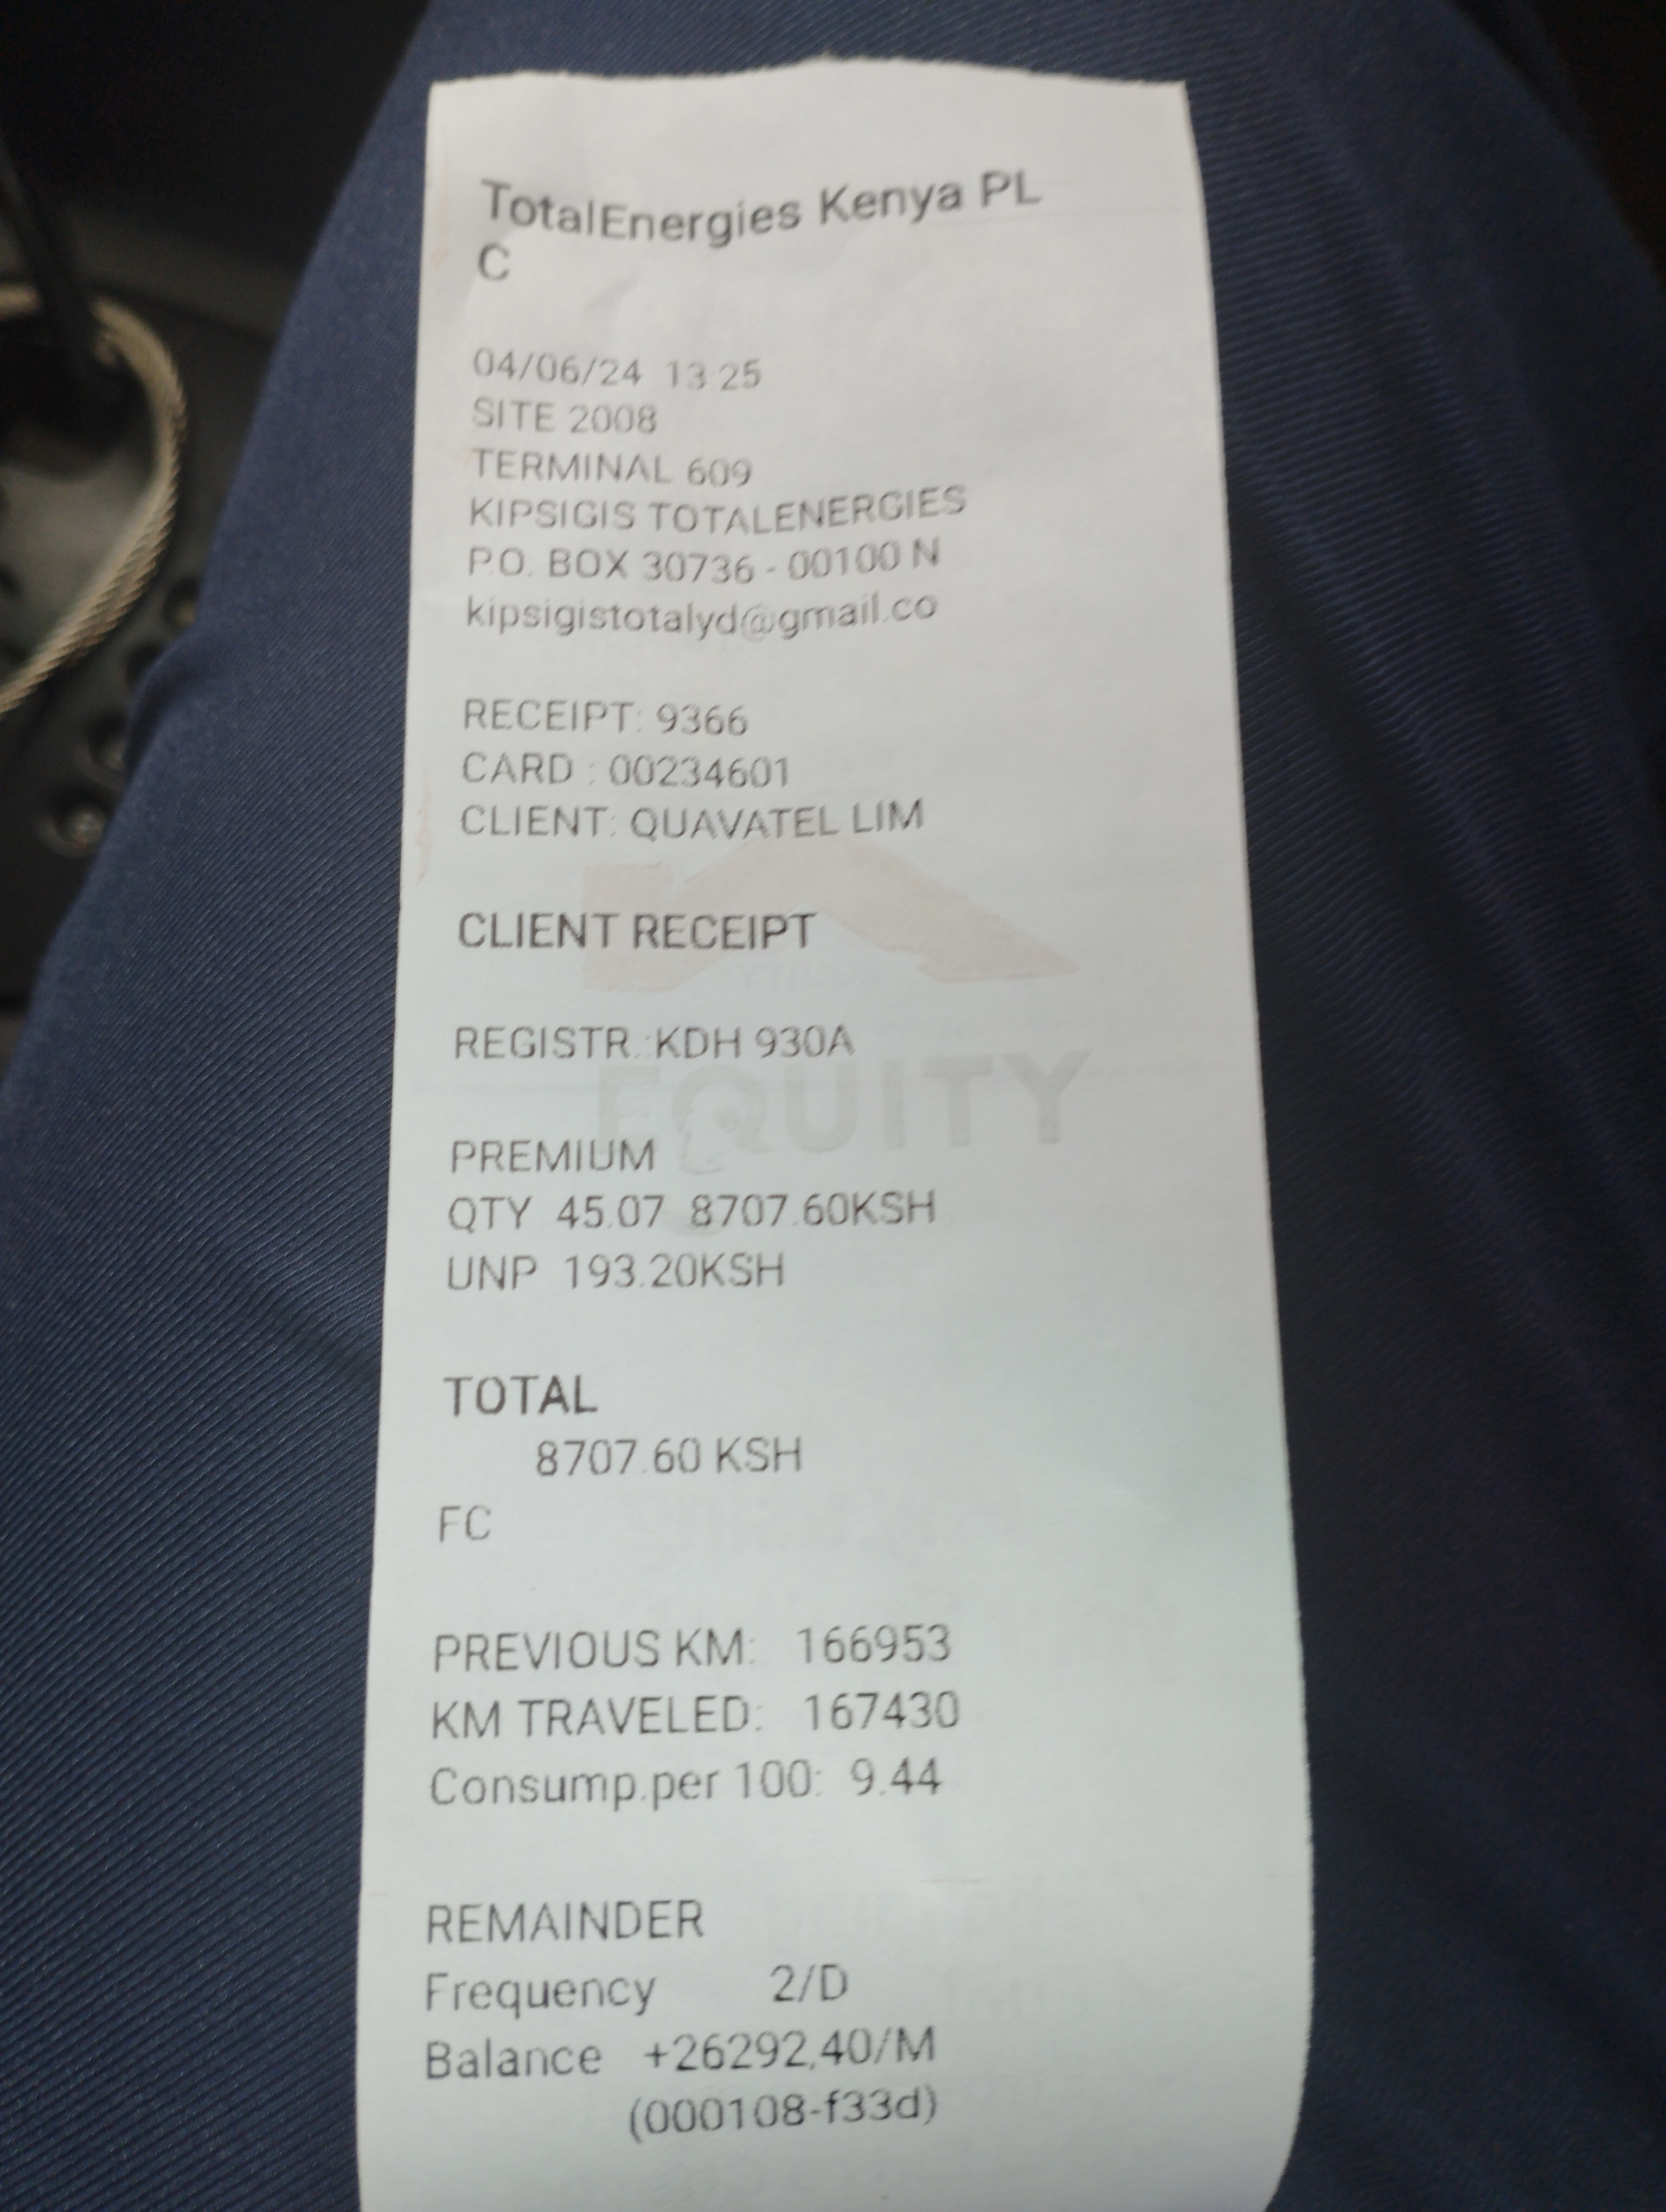 TotalEnergies Kenya PL
C
04/06/24 13:25
SITE 2008
TERMINAL 609
KIPSIGIS TOTALENERGIES
P.O. BOX 30736 - 00100 N
kipsigistotalyd@gmail.co
RECEIPT: 9366
CARD : 00234601
CLIENT: QUAVATEL LIM
CLIENT RECEIPT
REGISTR.:KDH 930A
EQUITY
PREMIUM
QTY 45.07 8707.60KSH
UNP 193.20KSH
TOTAL
8707.60 KSH
FC
PREVIOUS KM: 166953
KM TRAVELED: 167430
Consump.per 100: 9.44
REMAINDER
Frequency 2/D
Balance +26292,40/M
(000108-f33d)